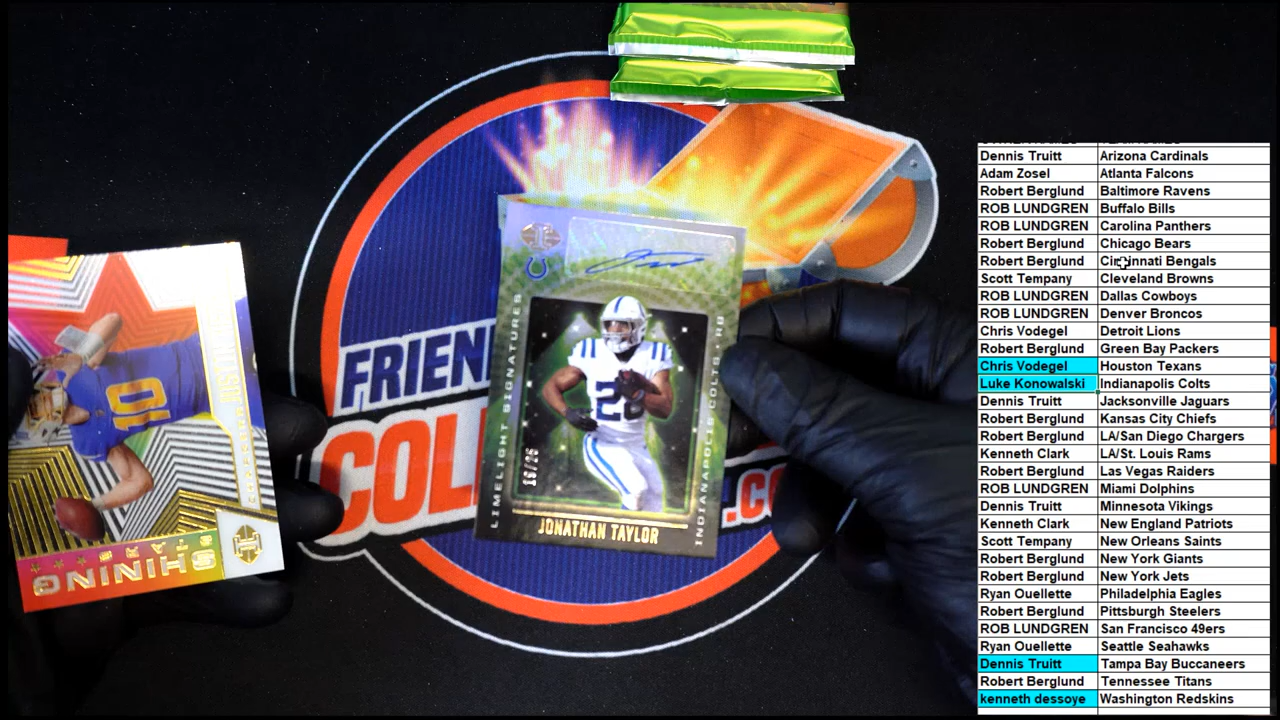 LIMELIGHT SIGNATURES
INDIANAPOLIS COLTS • RB
15/25
JONATHAN TAYLOR
SHINING
10
FRIEN
COL
Dennis Truitt Arizona Cardinals
Adam Zosel Atlanta Falcons
Robert Berglund Baltimore Ravens
ROB LUNDGREN Buffalo Bills
ROB LUNDGREN Carolina Panthers
Robert Berglund Chicago Bears
Robert Berglund Cincinnati Bengals
Scott Tempany Cleveland Browns
ROB LUNDGREN Dallas Cowboys
ROB LUNDGREN Denver Broncos
Chris Vodegel Detroit Lions
Robert Berglund Green Bay Packers
Chris Vodegel Houston Texans
Luke Konowalski Indianapolis Colts
Dennis Truitt Jacksonville Jaguars
Robert Berglund Kansas City Chiefs
Robert Berglund LA/San Diego Chargers
Kenneth Clark LA/St. Louis Rams
Robert Berglund Las Vegas Raiders
ROB LUNDGREN Miami Dolphins
Dennis Truitt Minnesota Vikings
Kenneth Clark New England Patriots
Scott Tempany New Orleans Saints
Robert Berglund New York Giants
Robert Berglund New York Jets
Ryan Ouellette Philadelphia Eagles
Robert Berglund Pittsburgh Steelers
ROB LUNDGREN San Francisco 49ers
Ryan Ouellette Seattle Seahawks
Dennis Truitt Tampa Bay Buccaneers
Robert Berglund Tennessee Titans
kenneth dessoye Washington Redskins